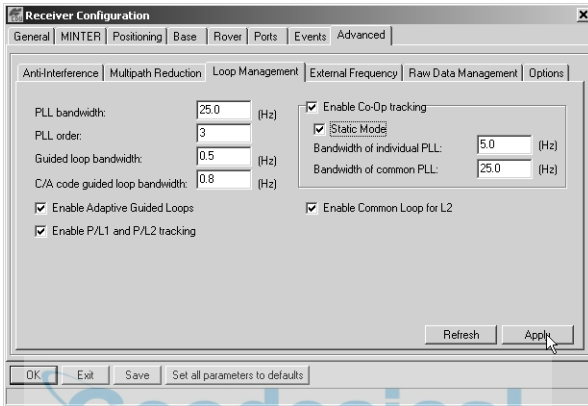 Receiver Configuration
General MINTER Positioning Base Rover Ports Events Advanced
Anti-Interference Multipath Reduction Loop Management External Frequency Raw Data Management Options
PLL bandwidth: 25.0 (Hz)
PLL order: 3
Guided loop bandwidth: 0.5 (Hz)
C/A code guided loop bandwidth: 0.8 (Hz)
Enable Adaptive Guided Loops
Enable P/L1 and P/L2 tracking
Enable Co-Op tracking
Static Mode
Bandwidth of individual PLL: 5.0 (Hz)
Bandwidth of common PLL: 25.0 (Hz)
Enable Common Loop for L2
Refresh Apply
OK Exit Save Set all parameters to defaults